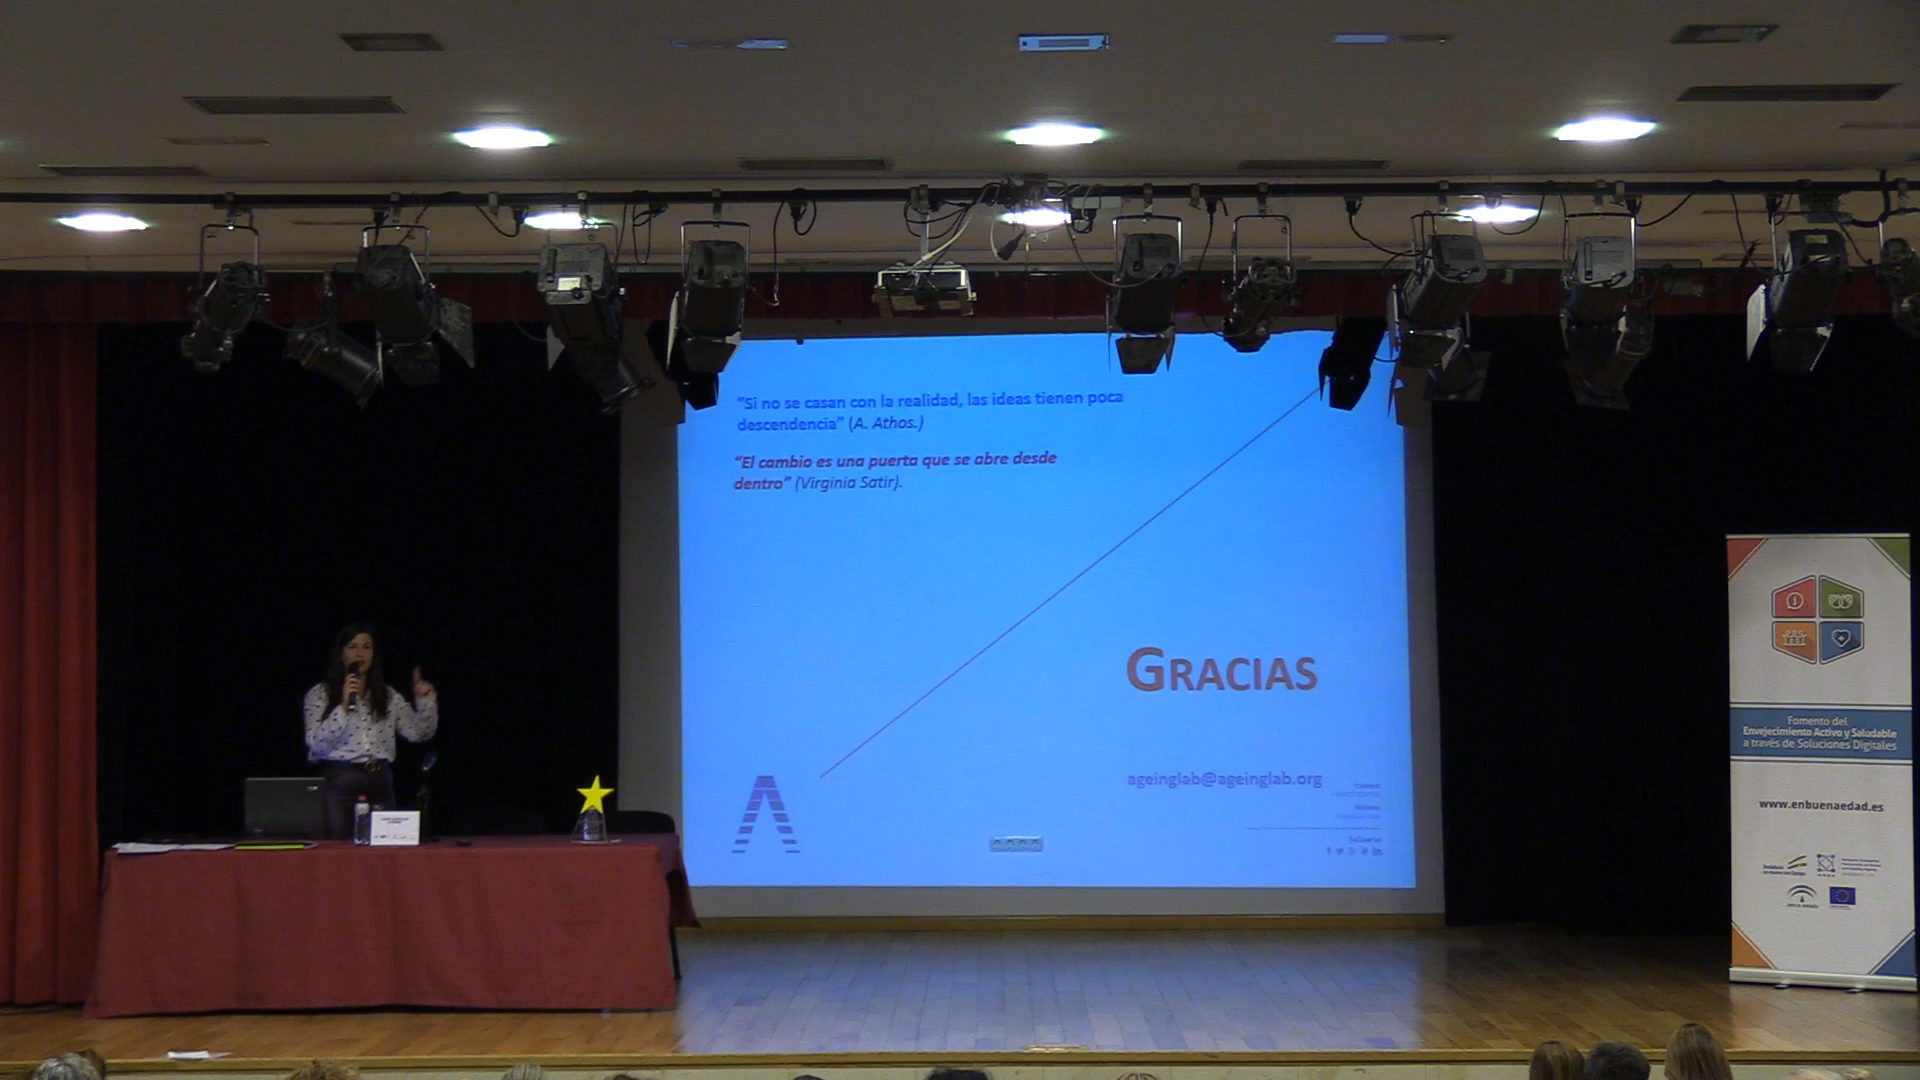 “Si no se casan con la realidad, las ideas tienen poca
descendencia” (A. Athos.)
“El cambio es una puerta que se abre desde
dentro” (Virginia Satir).
GRACIAS
ageinglab@ageinglab.org
Follow us
Fomento del
Envejecimiento Activo y Saludable
a través de Soluciones Digitales
www.enbuenaedad.es